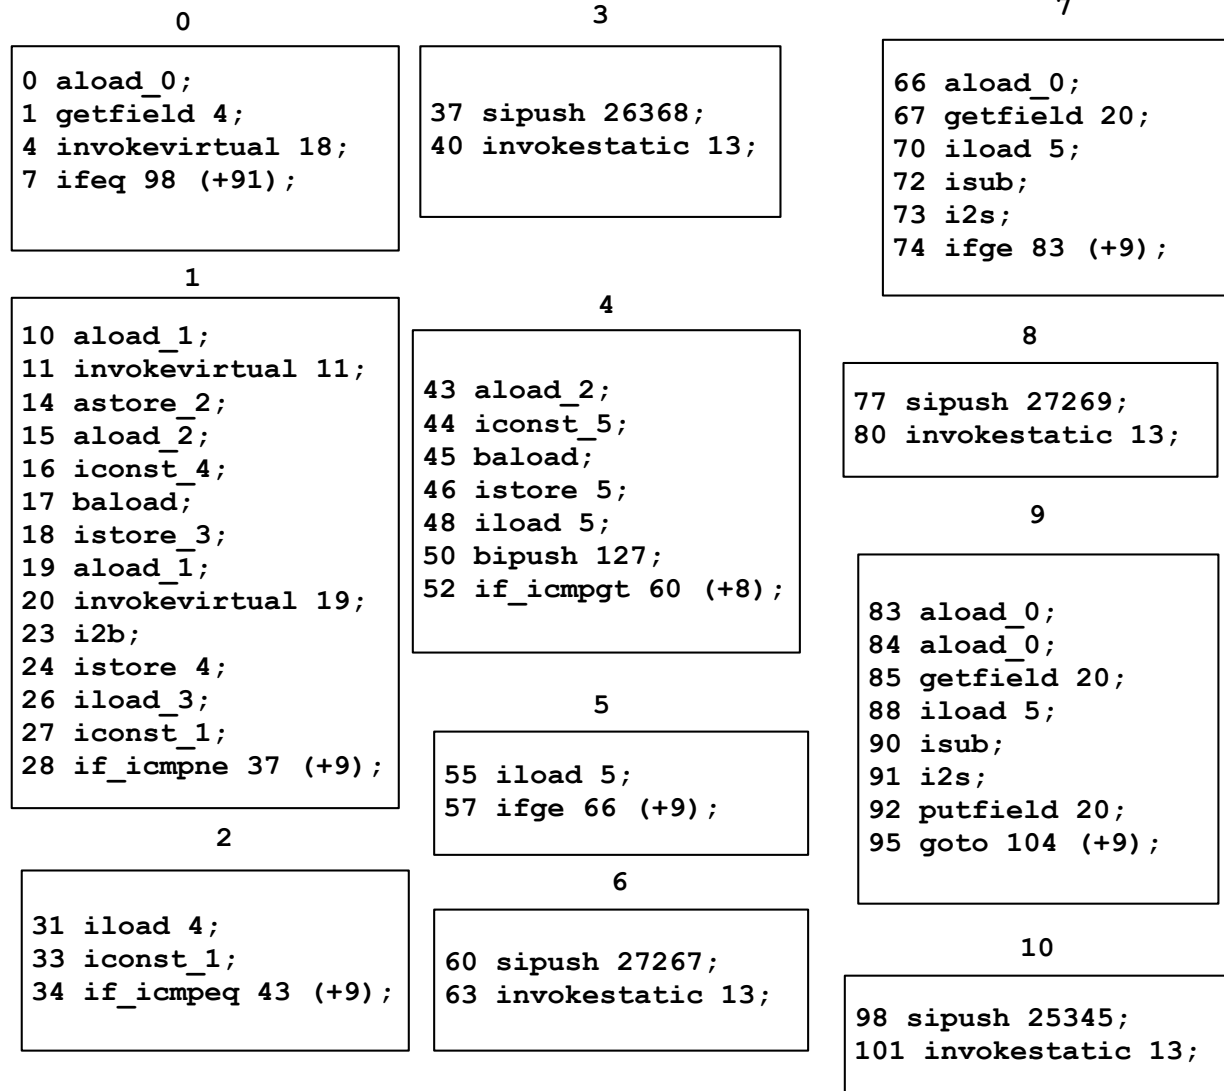 0
0 aload_0;
1 getfield 4;
4 invokevirtual 18;
7 ifeq 98 (+91);
1
10 aload_1;
11 invokevirtual 11;
14 astore_2;
15 aload_2;
16 iconst_4;
17 baload;
18 istore_3;
19 aload_1;
20 invokevirtual 19;
23 i2b;
24 istore 4;
26 iload_3;
27 iconst_1;
28 if_icmpne 37 (+9);
2
31 iload 4;
33 iconst_1;
34 if_icmpeq 43 (+9);
3
37 sipush 26368;
40 invokestatic 13;
4
43 aload_2;
44 iconst_5;
45 baload;
46 istore 5;
48 iload 5;
50 bipush 127;
52 if_icmpgt 60 (+8);
5
55 iload 5;
57 ifge 66 (+9);
6
60 sipush 27267;
63 invokestatic 13;
7
66 aload_0;
67 getfield 20;
70 iload 5;
72 isub;
73 i2s;
74 ifge 83 (+9);
8
77 sipush 27269;
80 invokestatic 13;
9
83 aload_0;
84 aload_0;
85 getfield 20;
88 iload 5;
90 isub;
91 i2s;
92 putfield 20;
95 goto 104 (+9);
10
98 sipush 25345;
101 invokestatic 13;